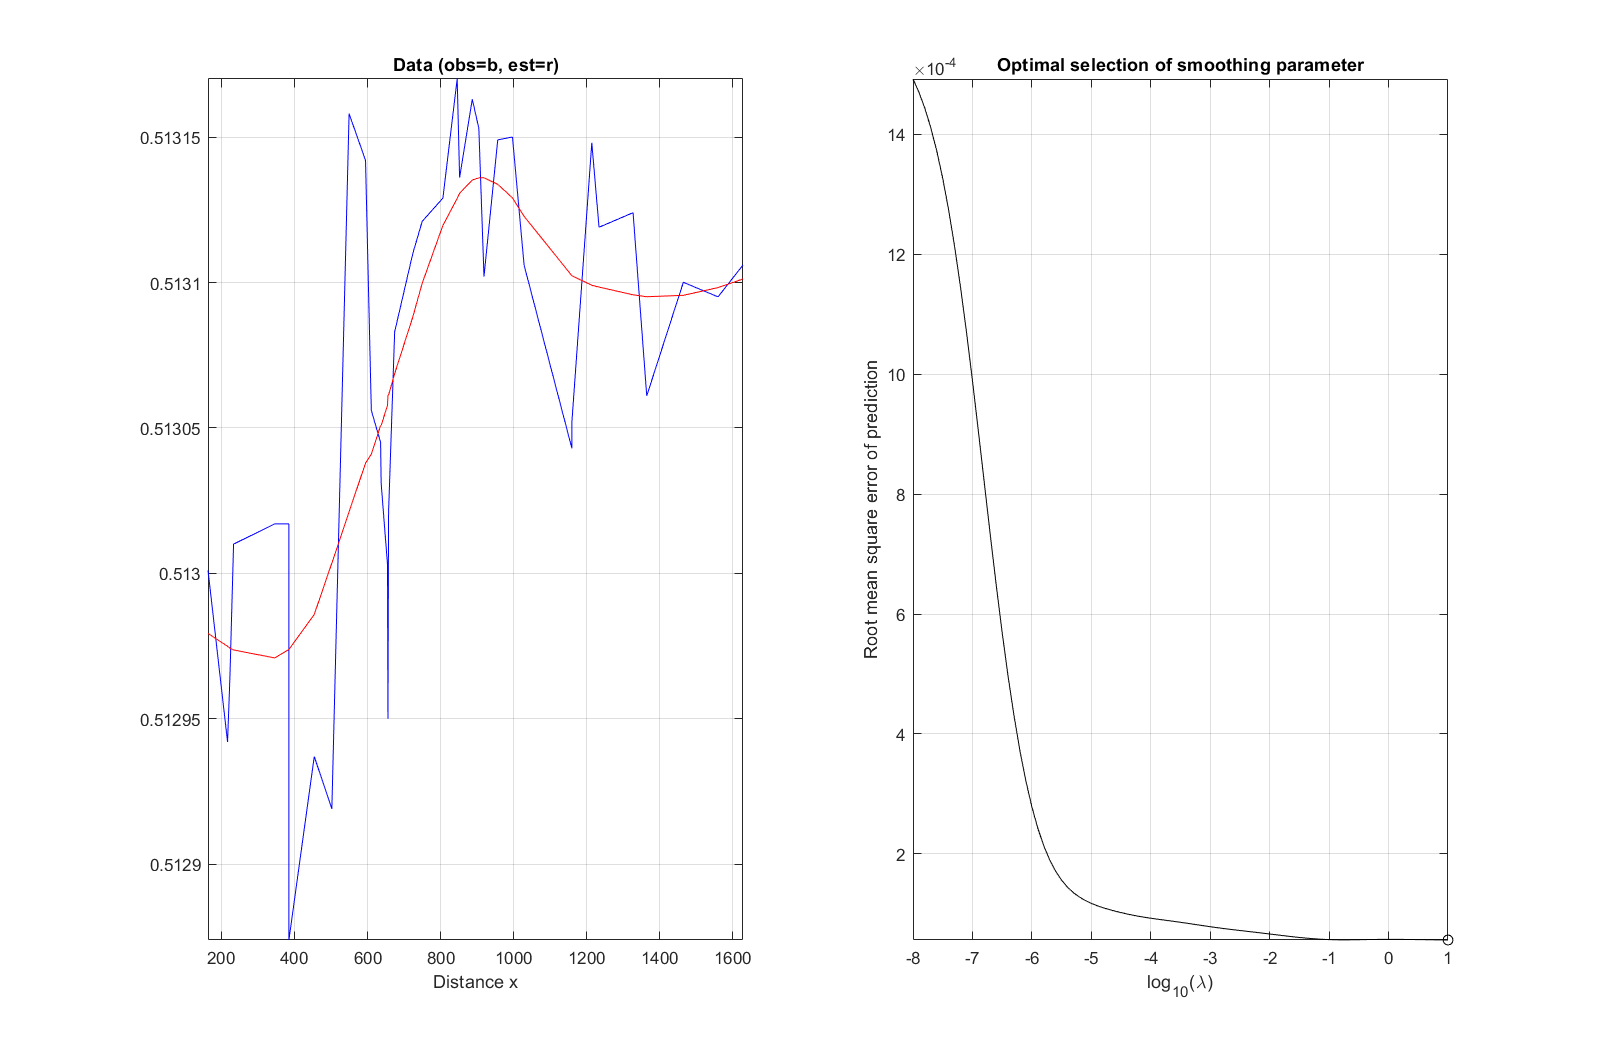 Data (obs=b, est=r)
0.51315
0.5131
0.51305
0.513
0.51295
0.5129
200 400 600 800 1000 1200 1400 1600
Distance x
Optimal selection of smoothing parameter
×10⁻⁴
14
12
10
8
6
4
2
Root mean square error of prediction
-8 -7 -6 -5 -4 -3 -2 -1 0 1
log₁₀(λ)